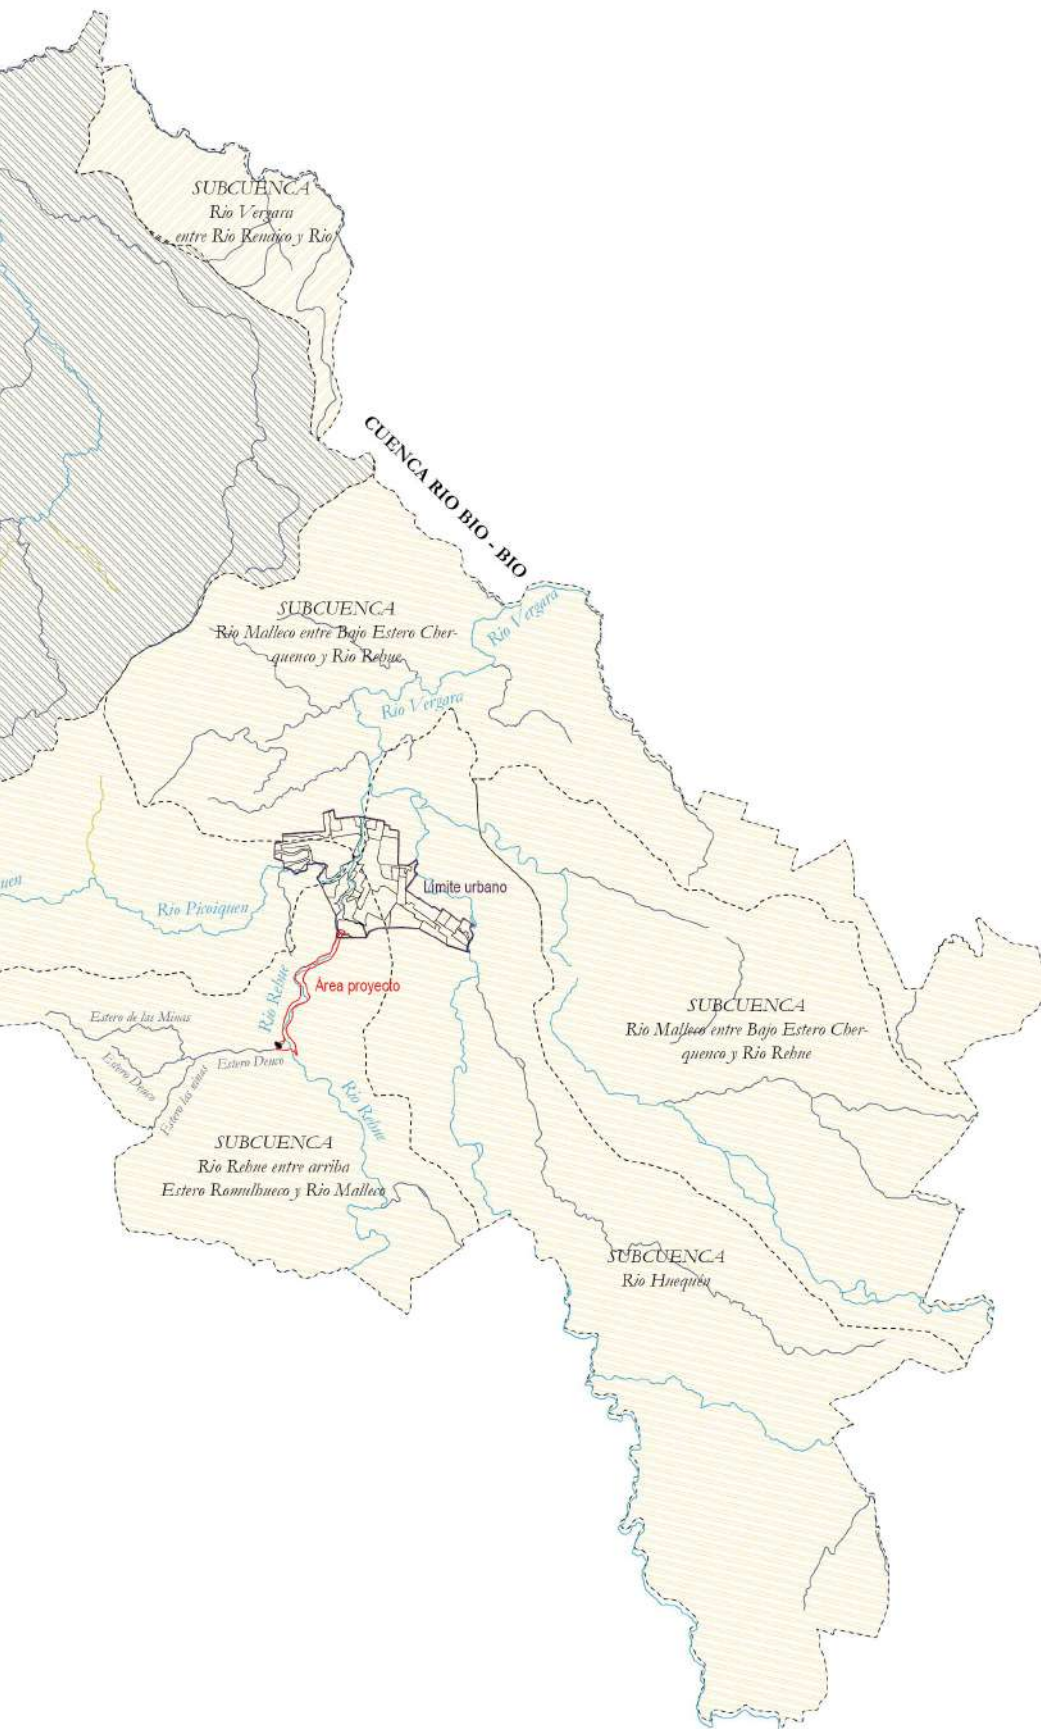 SUBCUENCA
Rio Vergara
entre Rio Renaico y Rio
CUENCA RIO BIO - BIO
SUBCUENCA
Rio Malleco entre Bajo Estero Cher-
quenco y Rio Rehue
Rio Vergara
Rio Vergara
Limite urbano
uen
Rio Picoiquen
Rio Rehue
Area proyecto
SUBCUENCA
Rio Malleco entre Bajo Estero Cher-
quenco y Rio Rehue
Estero de las Minas
Estero Deuco
Estero Deuco
Estero las minas
Rio Rehue
SUBCUENCA
Rio Rehue entre arriba
Estero Romulhueco y Rio Malleco
SUBCUENCA
Rio Huequén